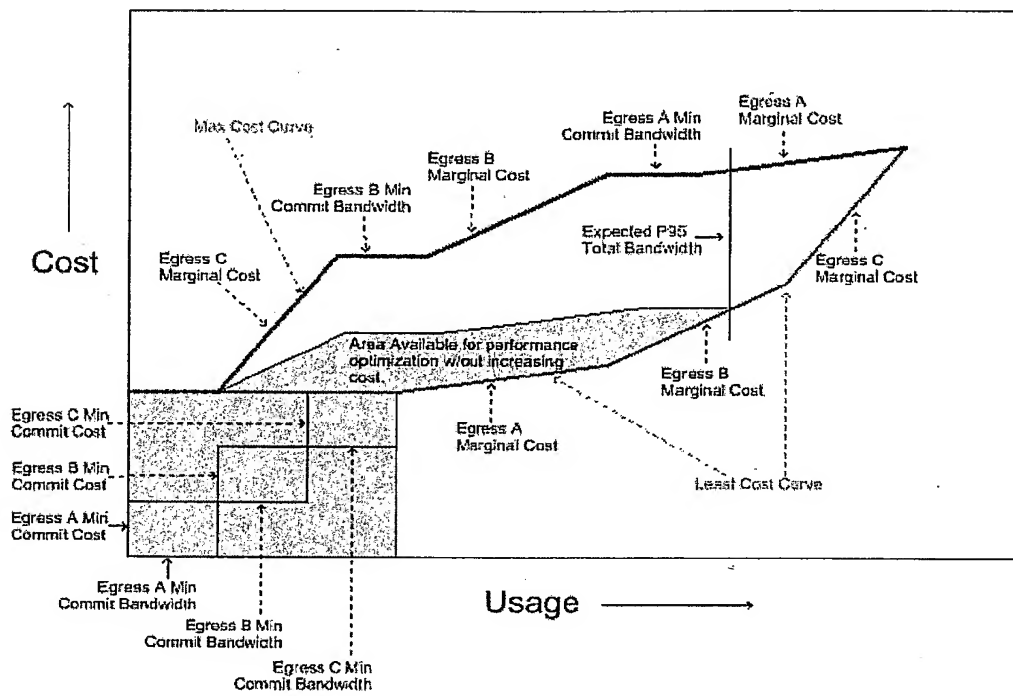 Egress A
Marginal Cost
Egress A Min
Commit Bandwidth
Max Cost Curve
Egress B
Marginal Cost
Egress B Min
Commit Bandwidth
Expected P95
Total Bandwidth
Cost
Egress C
Marginal Cost
Egress C
Marginal Cost
Area Available for performance
optimization w/out increasing
cost.
Egress B
Marginal Cost
Egress C Min
Commit Cost
Egress A
Marginal Cost
Egress B Min
Commit Cost
Least Cost Curve
Egress A Min
Commit Cost
Egress A Min
Commit Bandwidth
Usage
Egress B Min
Commit Bandwidth
Egress C Min
Commit Bandwidth